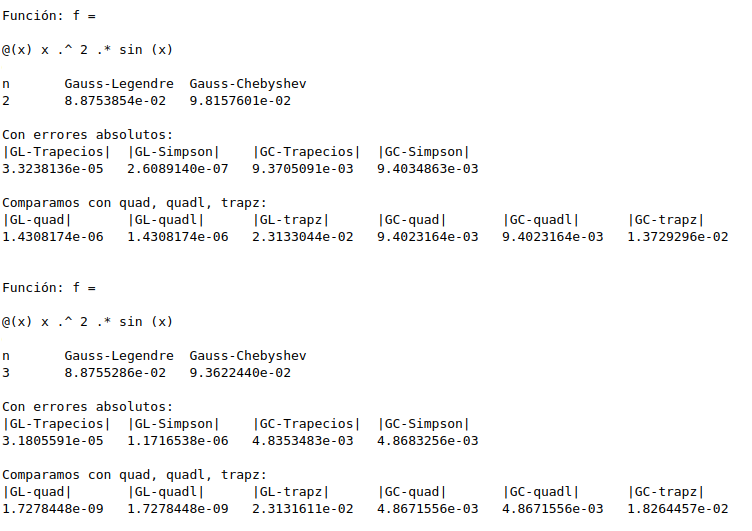 Función: f =
@(x) x .^ 2 .* sin (x)
n Gauss-Legendre Gauss-Chebyshev
2 8.8753854e-02 9.8157601e-02
Con errores absolutos:
|GL-Trapecios| |GL-Simpson| |GC-Trapecios| |GC-Simpson|
3.3238136e-05 2.6089140e-07 9.3705091e-03 9.4034863e-03
Comparamos con quad, quadl, trapz:
|GL-quad| |GL-quadl| |GL-trapz| |GC-quad| |GC-quadl| |GC-trapz|
1.4308174e-06 1.4308174e-06 2.3133044e-02 9.4023164e-03 9.4023164e-03 1.3729296e-02
Función: f =
@(x) x .^ 2 .* sin (x)
n Gauss-Legendre Gauss-Chebyshev
3 8.8755286e-02 9.3622440e-02
Con errores absolutos:
|GL-Trapecios| |GL-Simpson| |GC-Trapecios| |GC-Simpson|
3.1805591e-05 1.1716538e-06 4.8353483e-03 4.8683256e-03
Comparamos con quad, quadl, trapz:
|GL-quad| |GL-quadl| |GL-trapz| |GC-quad| |GC-quadl| |GC-trapz|
1.7278448e-09 1.7278448e-09 2.3131611e-02 4.8671556e-03 4.8671556e-03 1.8264457e-02